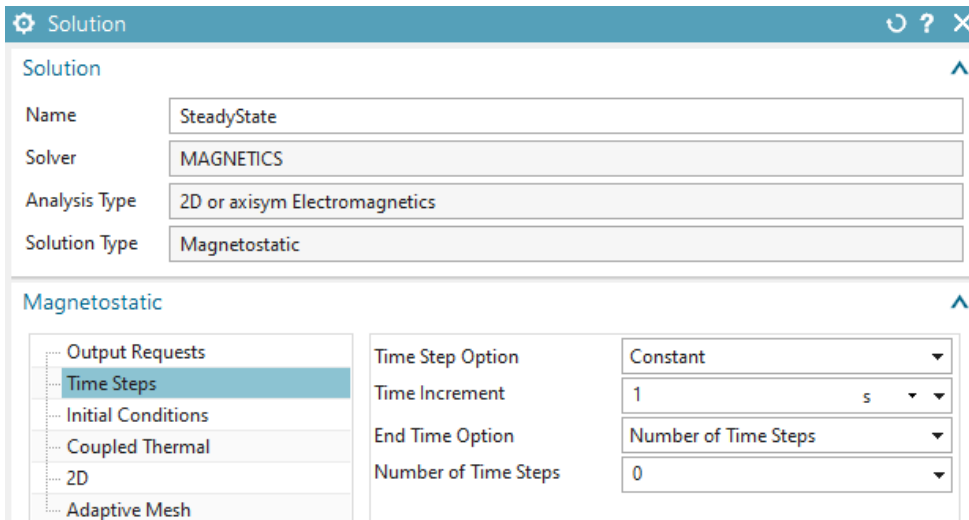 Solution
?
Solution
Name SteadyState
Solver MAGNETICS
Analysis Type 2D or axisym Electromagnetics
Solution Type Magnetostatic
Magnetostatic
Output Requests
Time Steps
Initial Conditions
Coupled Thermal
2D
Adaptive Mesh
Time Step Option Constant
Time Increment 1 s
End Time Option Number of Time Steps
Number of Time Steps 0